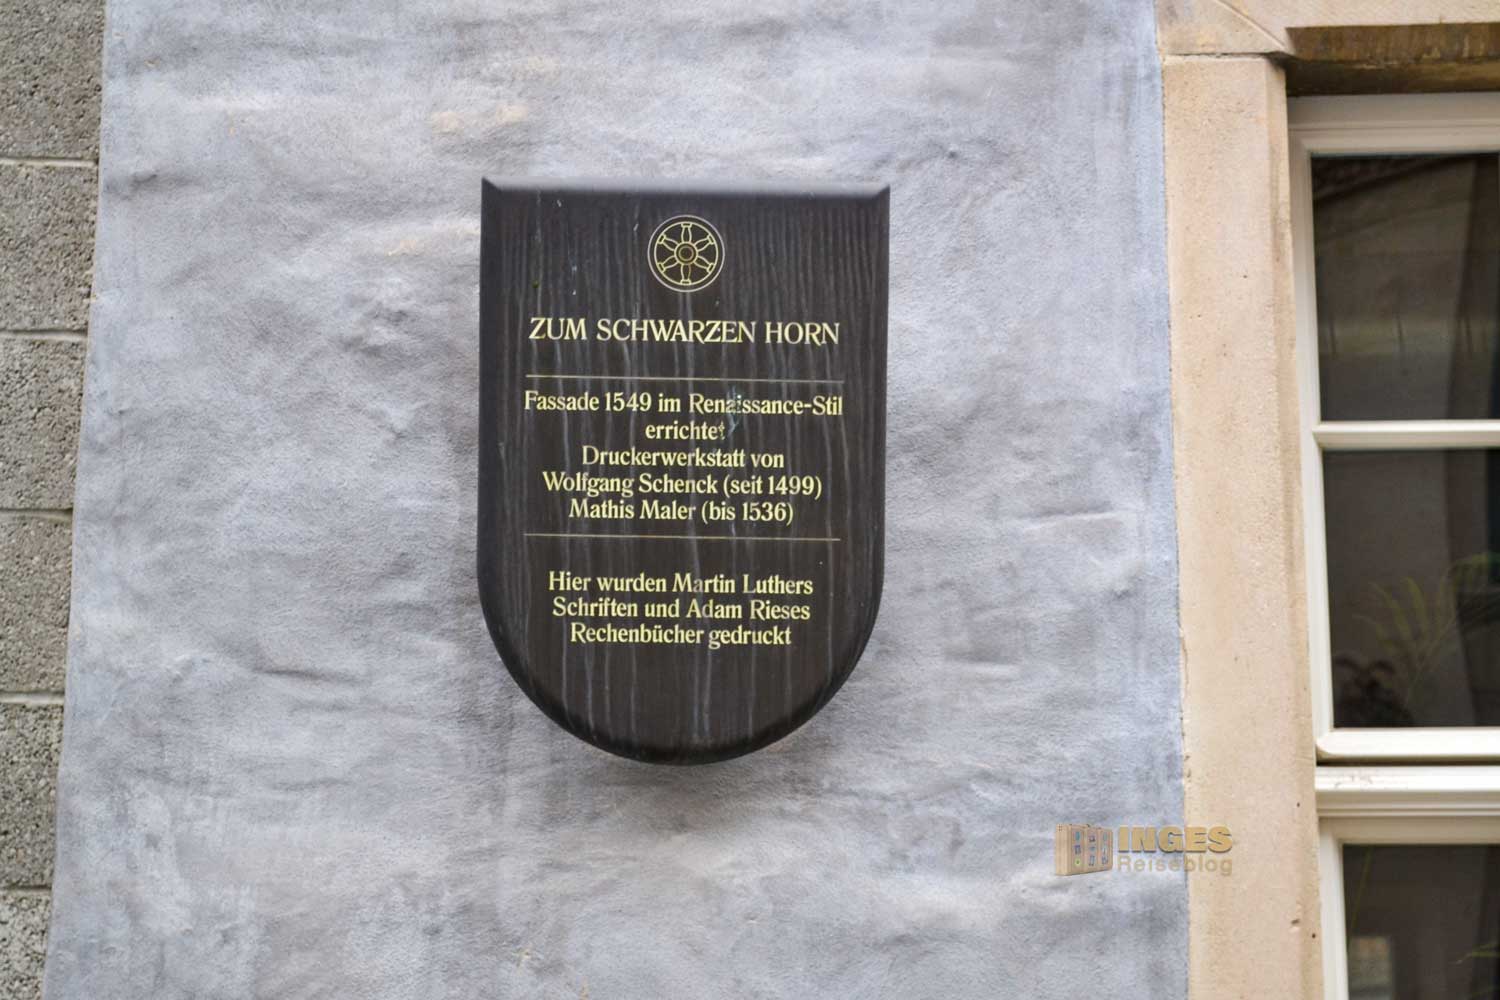 ZUM SCHWARZEN HORN
Fassade 1549 im Renaissance-Stil
errichtet
Druckerwerkstatt von
Wolfgang Schenck (seit 1499)
Mathis Maler (bis 1536)
Hier wurden Martin Luthers
Schriften und Adam Rieses
Rechenbücher gedruckt
INGES
Reiseblog